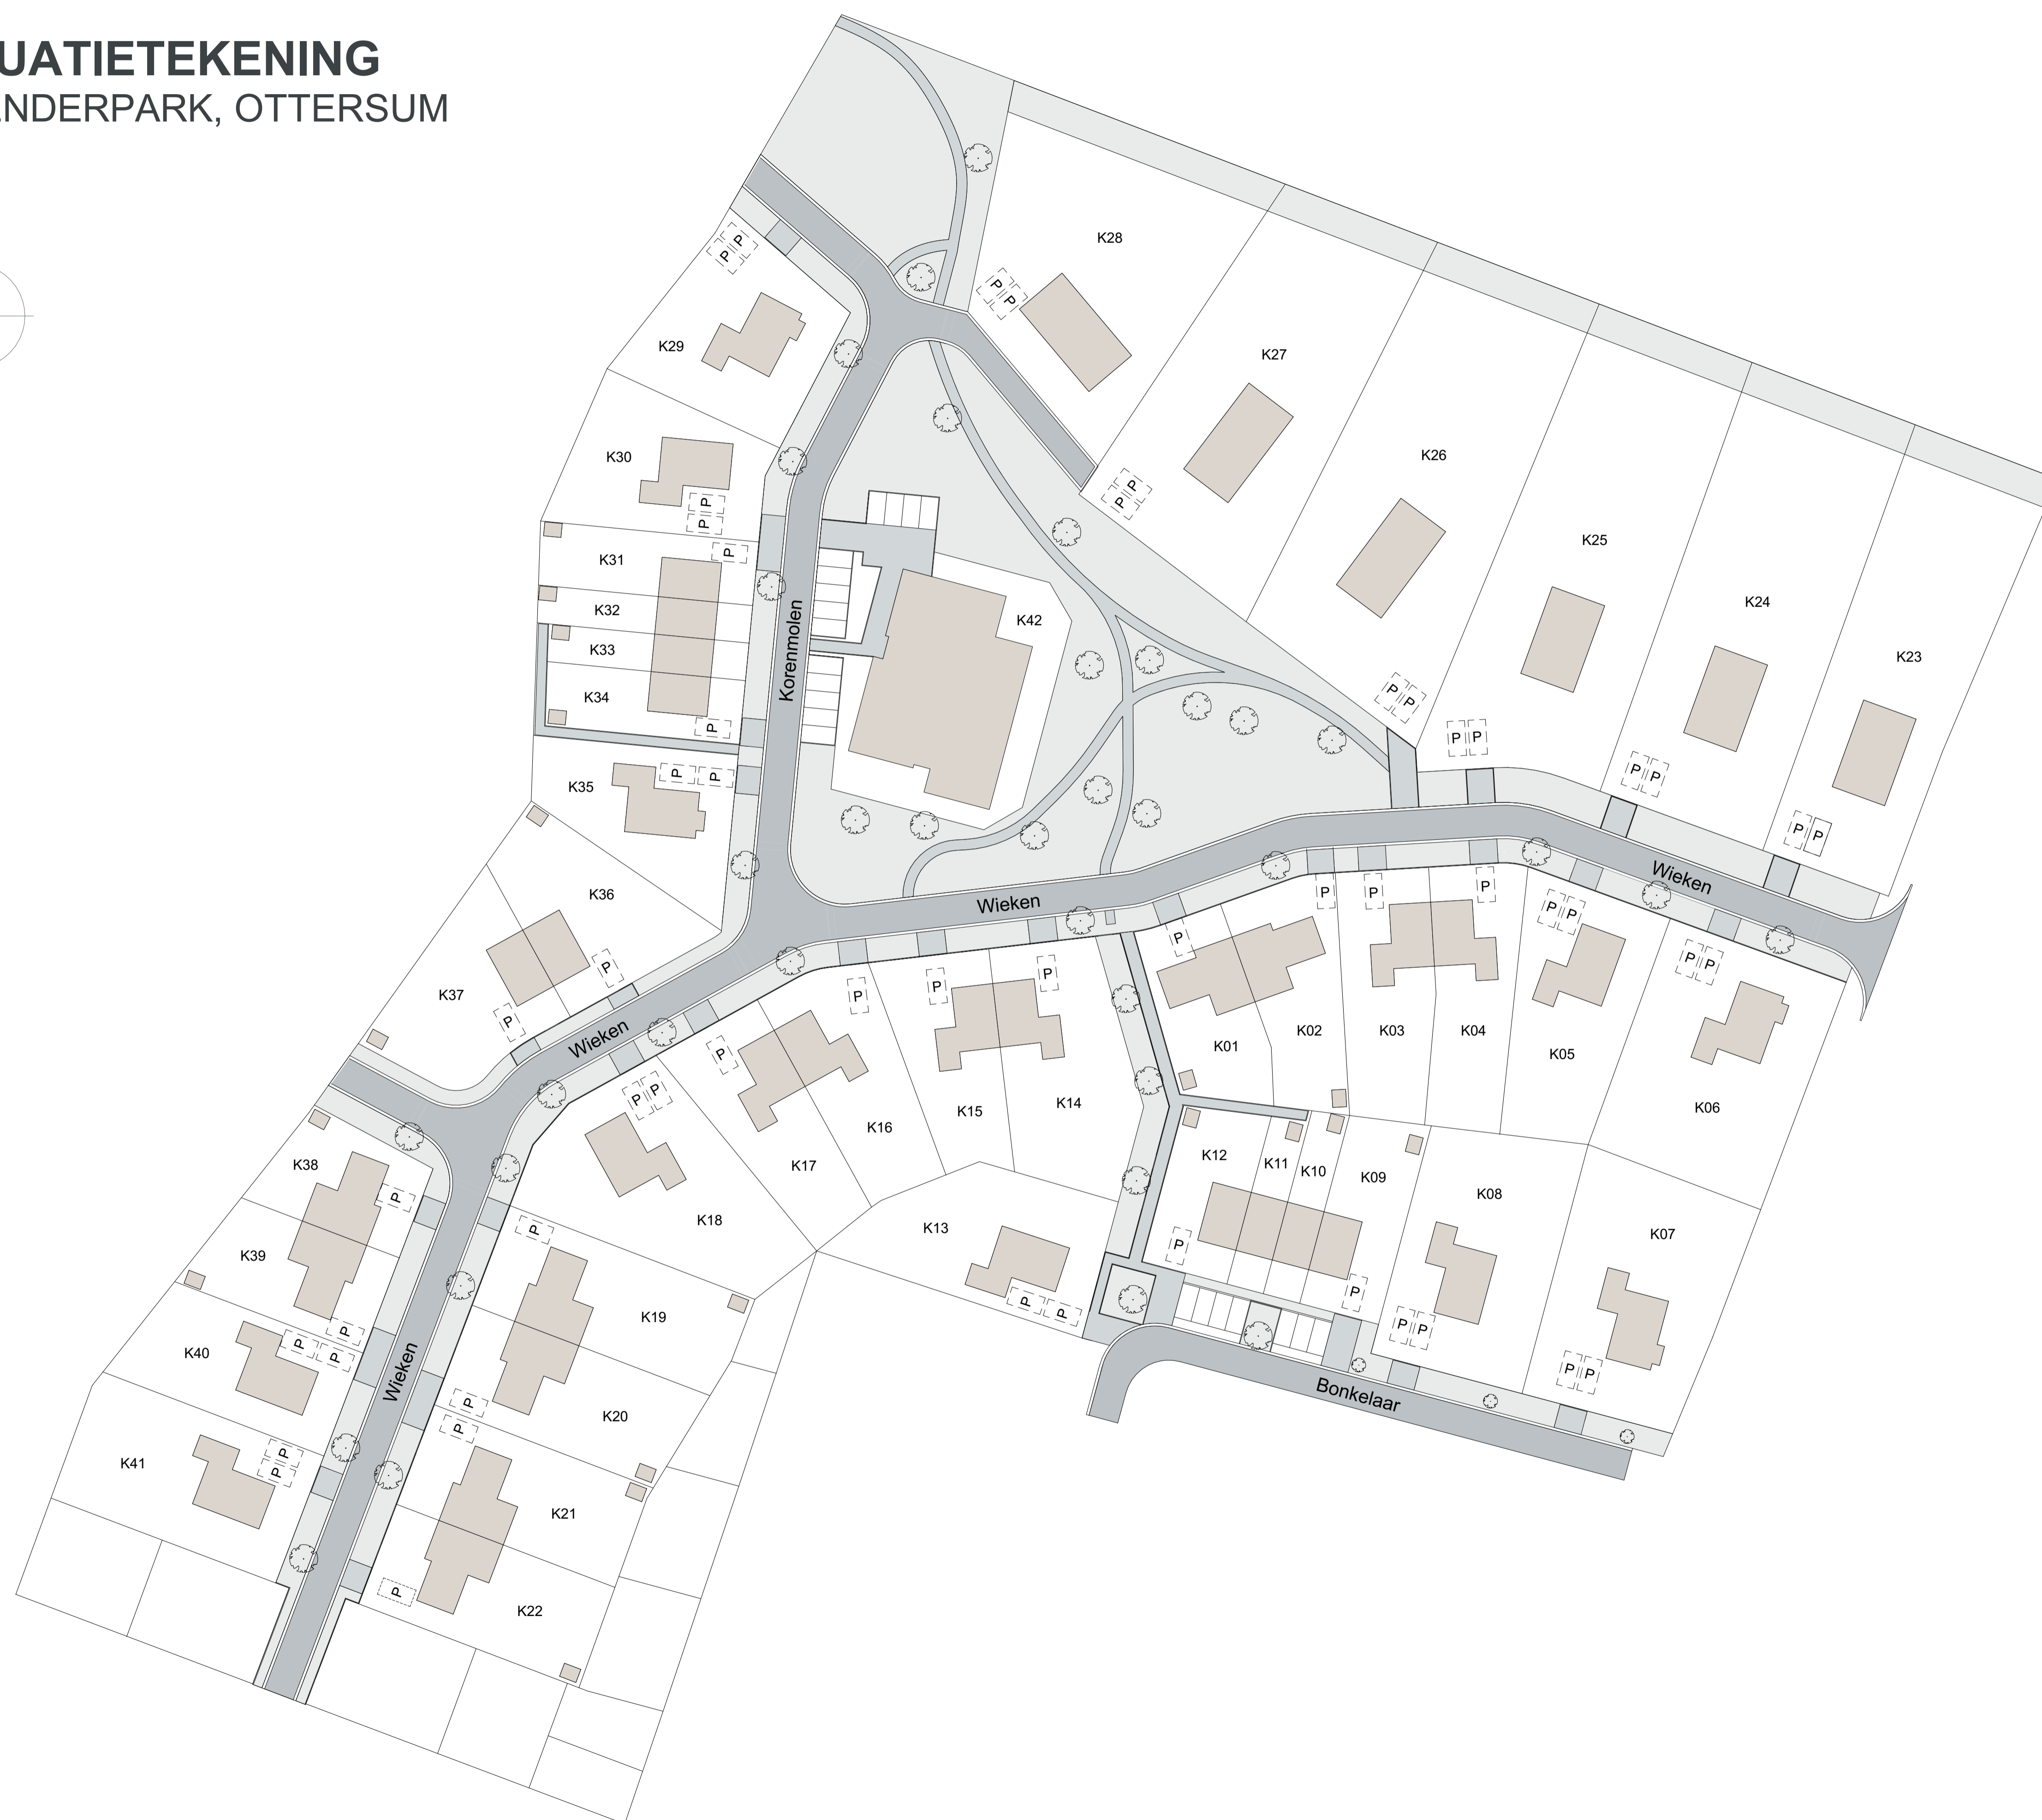 UATIETEKENING
ENDERPARK, OTTERSUM
P
P
K28
P
P
K29
K27
K30
K26
P
P
P
P
K25
P
K31
K24
K32
K42
K33
K23
Korenmolen
K34
P
P
P
P
P
P
P
K35
P
P
P
P
Wieken
K36
P
P
P
Wieken
P
P
P
P
P
K37
P
P
P
P
P
P
Wieken
K01
K02
K03
K04
K05
P
P
P
K15
K14
K06
K16
K12
K11
K10
K09
K17
K38
P
K08
K18
K13
P
K07
K39
P
P
P
P
K19
P
P
P
P
P
K40
P
P
Wieken
Bonkelaar
P
P
K20
P
K41
P
P
K21
P
K22